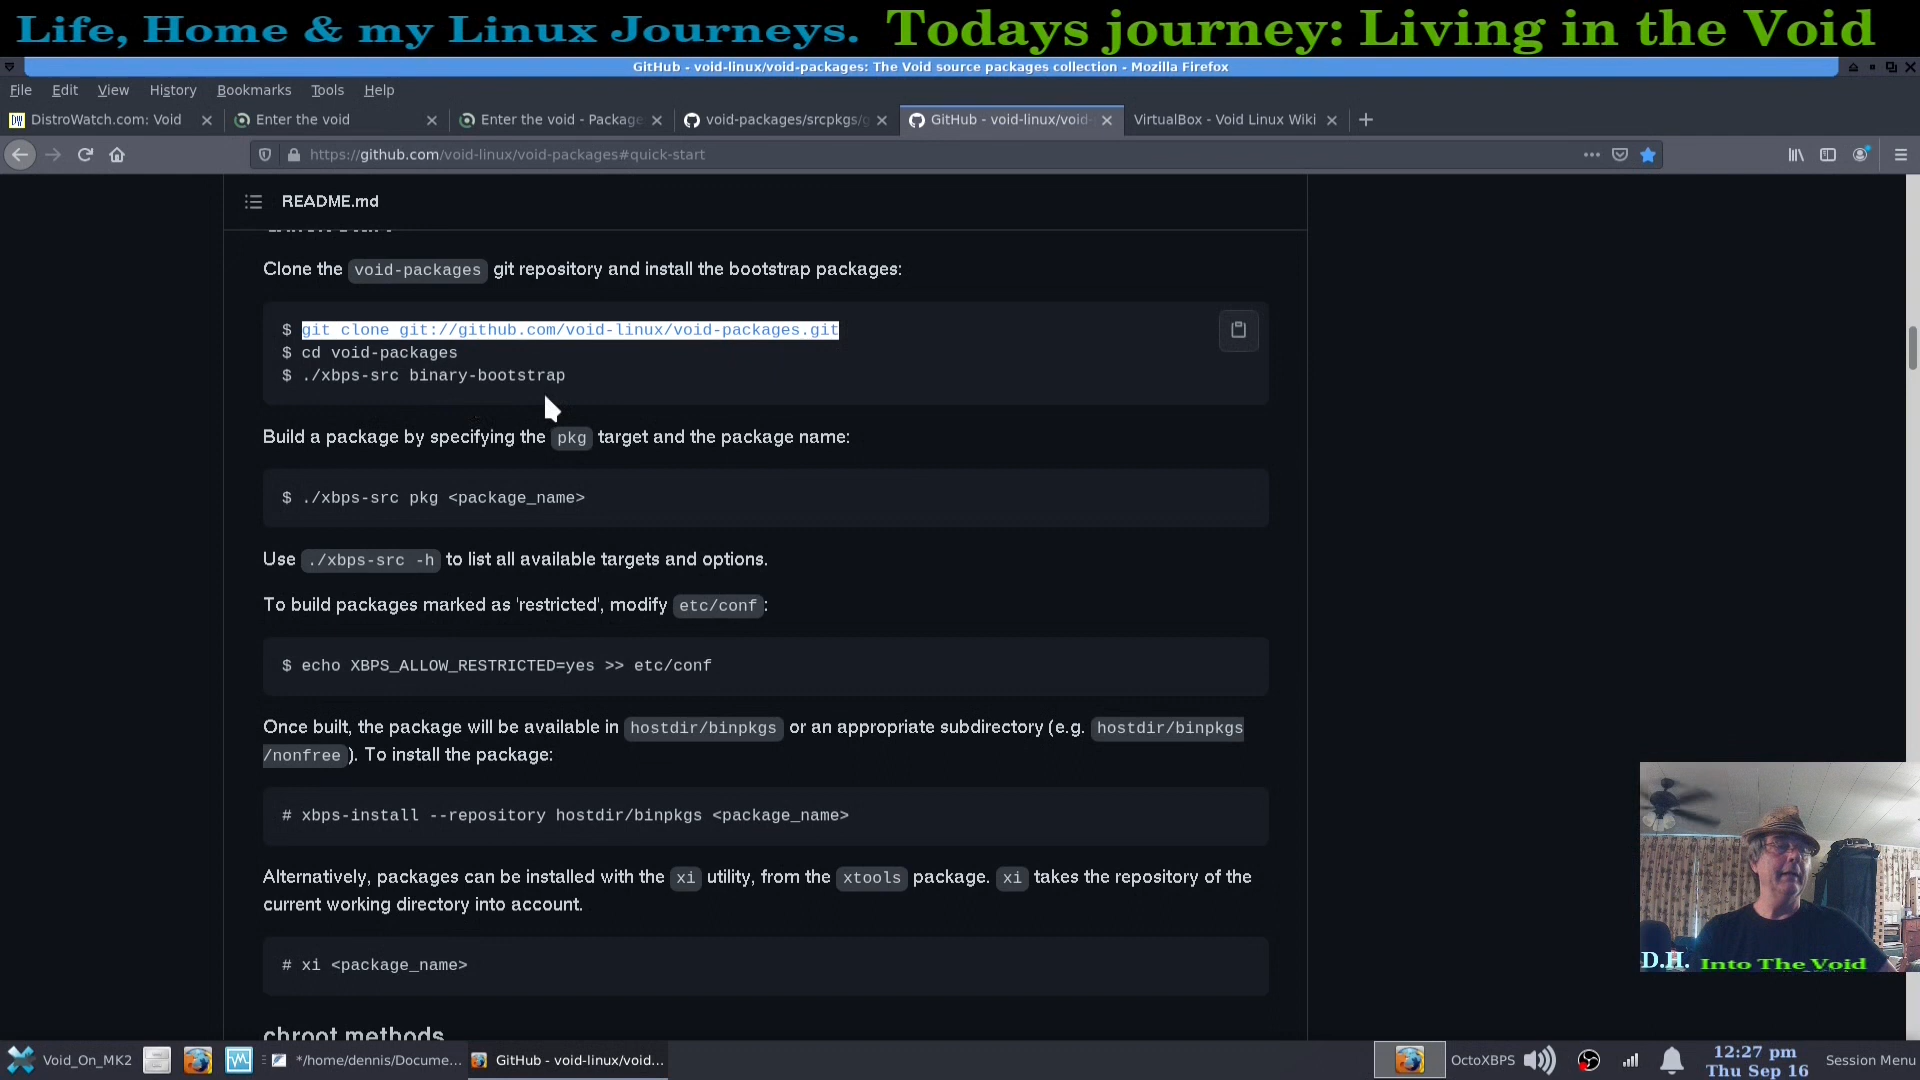 Life, Home & my Linux Journeys. Todays journey: Living in the Void
GitHub - void-linux/void-packages: The Void source packages collection - Mozilla Firefox
File Edit View History Bookmarks Tools Help
DW DistroWatch.com: Void Enter the void Enter the void - Package void-packages/srcpkgs/g GitHub - void-linux/void- VirtualBox - Void Linux Wiki
https://github.com/void-linux/void-packages#quick-start
README.md
Clone the void-packages git repository and install the bootstrap packages:
$ git clone git://github.com/void-linux/void-packages.git
$ cd void-packages
$ ./xbps-src binary-bootstrap
Build a package by specifying the pkg target and the package name:
$ ./xbps-src pkg <package_name>
Use ./xbps-src -h to list all available targets and options.
To build packages marked as 'restricted', modify etc/conf:
$ echo XBPS_ALLOW_RESTRICTED=yes >> etc/conf
Once built, the package will be available in hostdir/binpkgs or an appropriate subdirectory (e.g. hostdir/binpkgs
/nonfree). To install the package:
# xbps-install --repository hostdir/binpkgs <package_name>
Alternatively, packages can be installed with the xi utility, from the xtools package. xi takes the repository of the
current working directory into account.
# xi <package_name>
chroot methods
D.H. Into The Void
Void_On_MK2 */home/dennis/Docume... GitHub - void-linux/void... OctoXBPS 12:27 pm Session Menu
Thu Sep 16